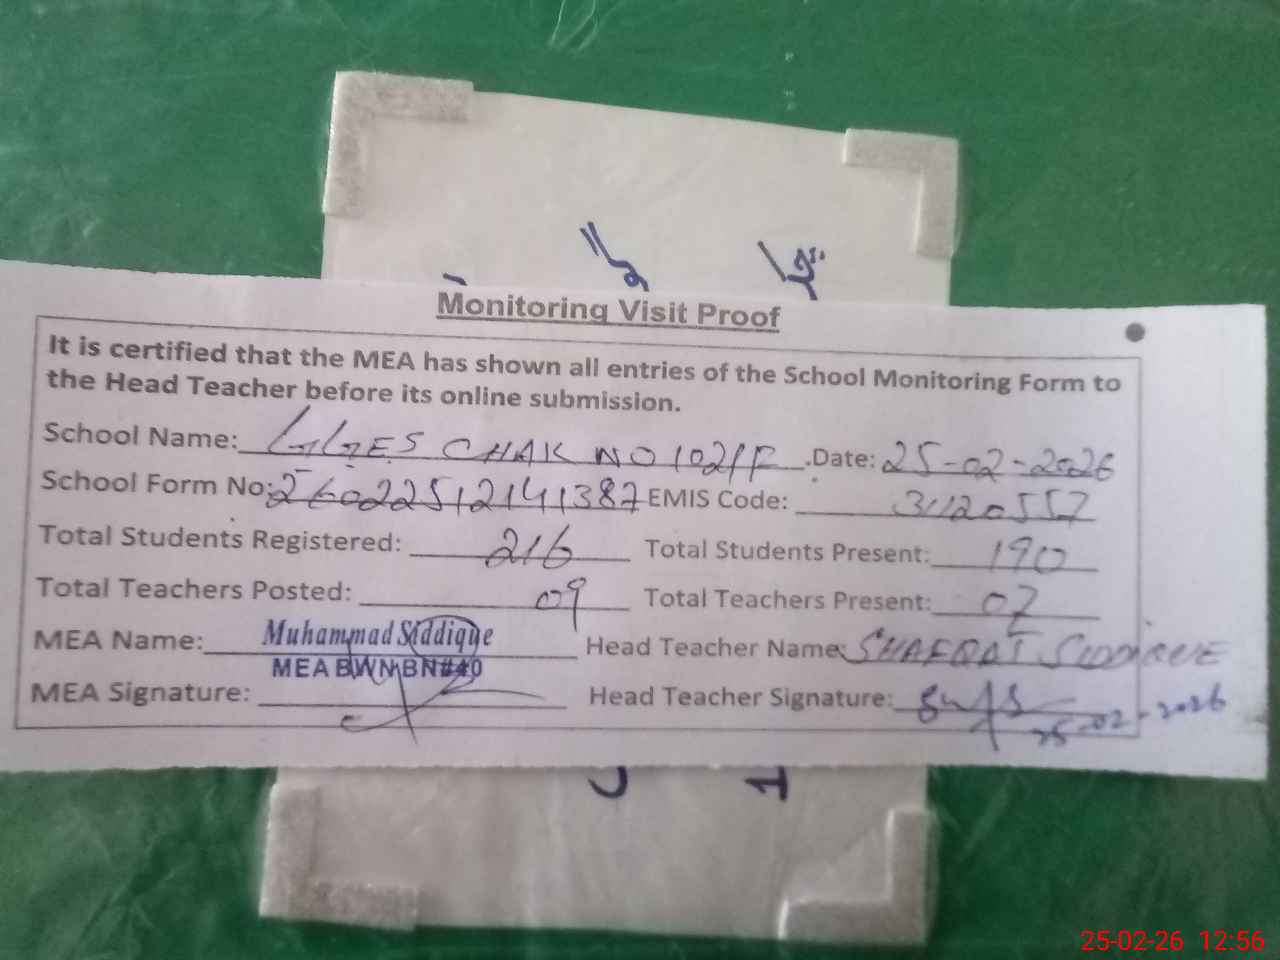 Monitoring Visit Proof
It is certified that the MEA has shown all entries of the School Monitoring Form to
the Head Teacher before its online submission.
School Name: GGES CHAK NO 102/F .Date: 25-02-2026
School Form No: 26022512141387 EMIS Code: 31120557
Total Students Registered: 216 Total Students Present: 190
Total Teachers Posted: 09 Total Teachers Present: 07
MEA Name: Muhammad Siddique Head Teacher Name: SHAFQAT SIDDIQUE
MEA BWN BN#40
MEA Signature: Head Teacher Signature:
25-02-2026
25-02-26 12:56